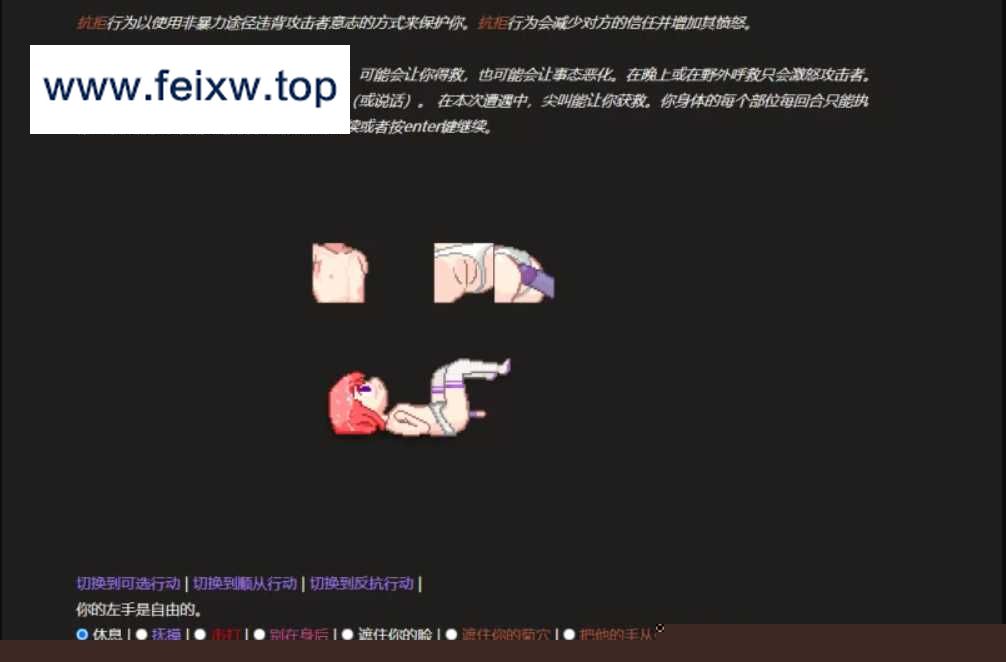 抗拒行为以使用非暴力途径违背攻击者意志的方式来保护你。抗拒行为会减少对方的信任并增加其愤怒。
www.feixw.top
可能会让你得救，也可能会让事态恶化。在晚上或在野外呼救只会激怒攻击者。
（或说话）。在本次遭遇中，尖叫能让你获救。你身体的每个部位每回合只能执
续或者按enter键继续。
切换到可选行动 | 切换到顺从行动 | 切换到反抗行动 |
你的左手是自由的。
休息 | 抚摸 | 击打 | 别在身后 | 遮住你的脸 | 遮住你的菊穴 | 把他的手从